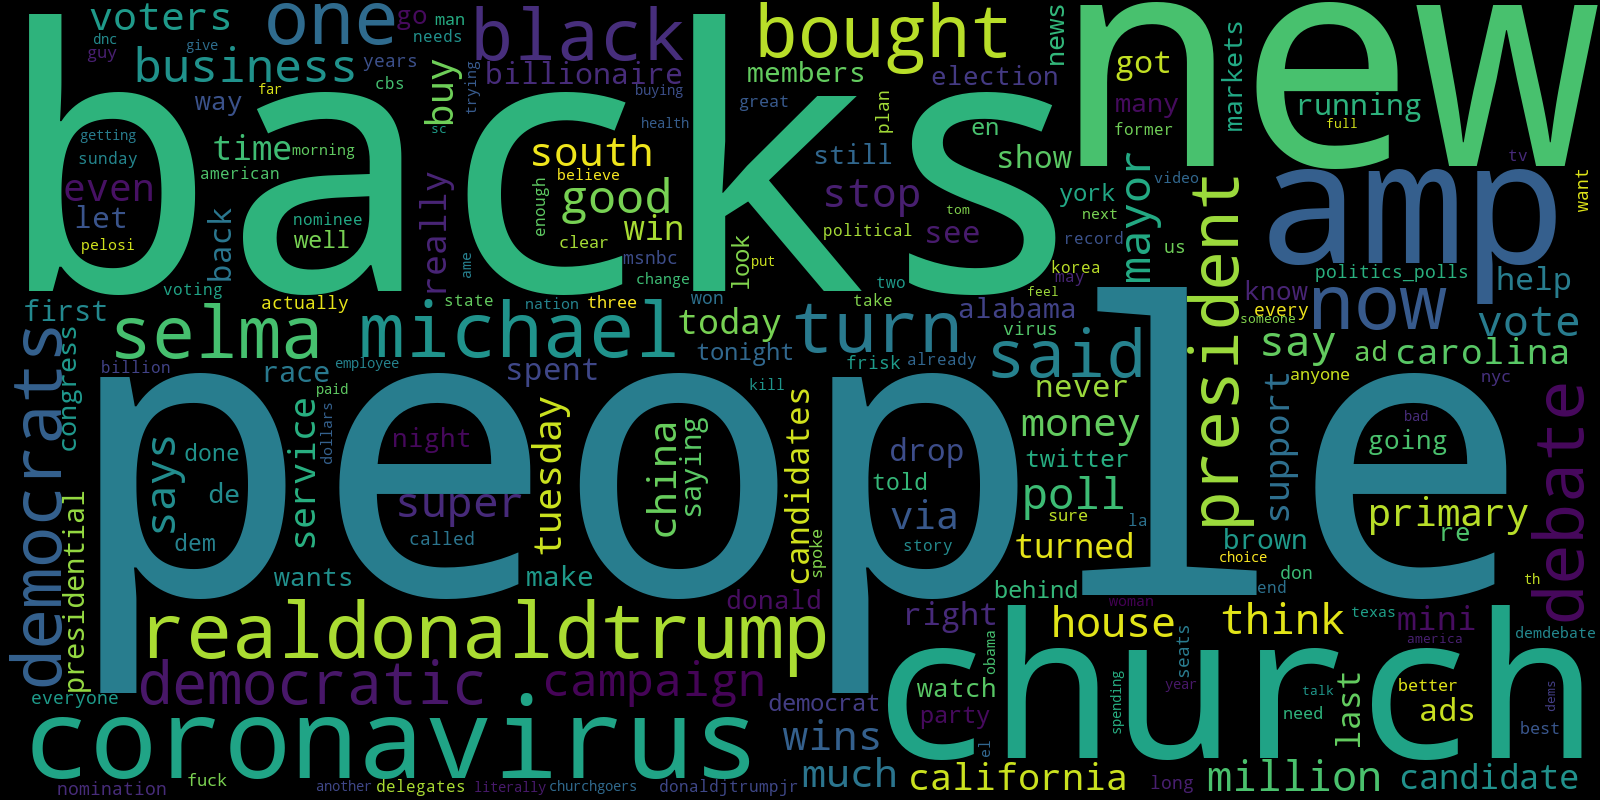 voters
one
go
man
dnc
give
needs
guy
business
years
cbs
way
far
black
billionaire
trying
buy
sc
bought
members
news
election
buying
great
health
plan
new
got
many
former
markets
running
full
tv
want
backs
getting
sunday
morning
time
american
even
let
pelosi
nominee
well
back
really
south
believe
enough
good
clear
win
msnbc
look
put
change
still
stop
tom
political
see
en
show
york
next
record
us
korea
may
feel
mayor
video
president
amp
politics_polls
help
know
every
someone
now
vote
voting
actually
state
ame
nation
three
won
two
take
alabama
virus
first
selma
michael
today
turn
said
say
ad
carolina
democrats
congress
billion
race
employee
spent
tonight
frisk
already
anyone
nyc
paid
dollars
kill
never
support
debate
people
says
done
de
dem
service
night
super
called
tuesday
china
saying
candidates
spoke
drop
told
via
story
money
twitter
poll
sure
la
turned
bad
going
primary
re
brown
choice
don
end
th
presidential
wants
make
behind
donald
woman
realdonaldtrump
right
house
think
texas
mini
america
demdebate
democratic
campaign
everyone
democrat
church
obama
watch
party
spending
seats
year
talk
need
last
better
ads
dems
best
coronavirus
wins
el
much
california
long
million
candidate
nomination
fuck
another
delegates
literally
churchgoers
donaldjtrumpjr